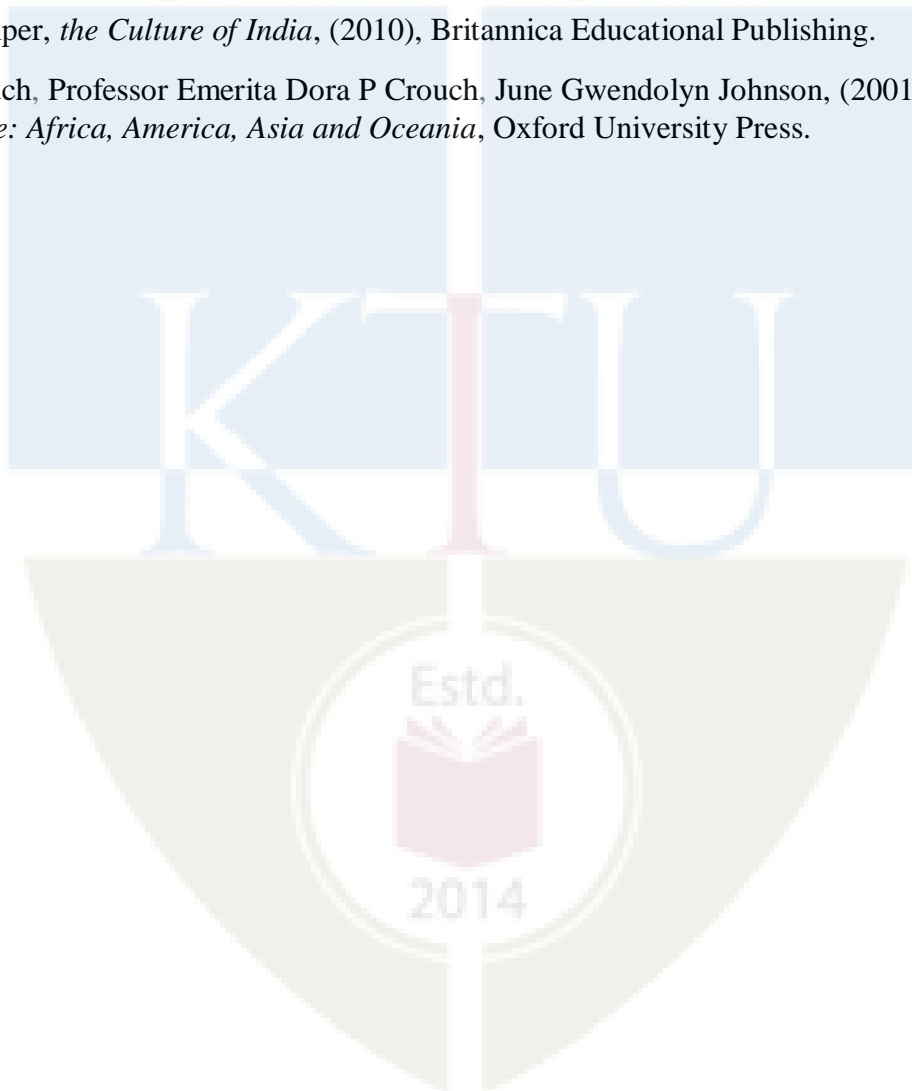 per, the Culture of India, (2010), Britannica Educational Publishing.
ch, Professor Emerita Dora P Crouch, June Gwendolyn Johnson, (2001
e: Africa, America, Asia and Oceania, Oxford University Press.
KTU
Estd.
2014